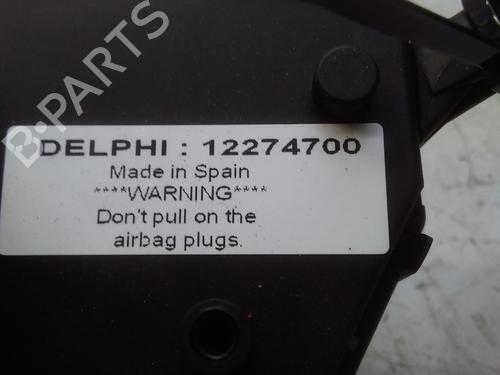 B-PARTS
DELPHI : 12274700
Made in Spain
****WARNING****
Don't pull on the
airbag plugs.